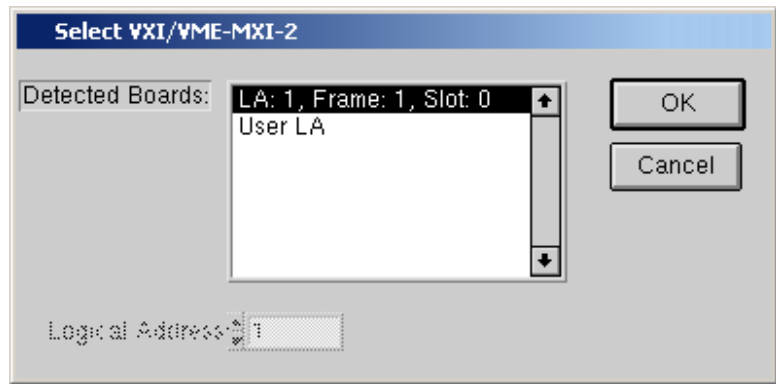 Select VXI/VME-MXI-2
Detected Boards:
LA: 1, Frame: 1, Slot: 0
User LA
OK
Cancel
Logical Address: 1